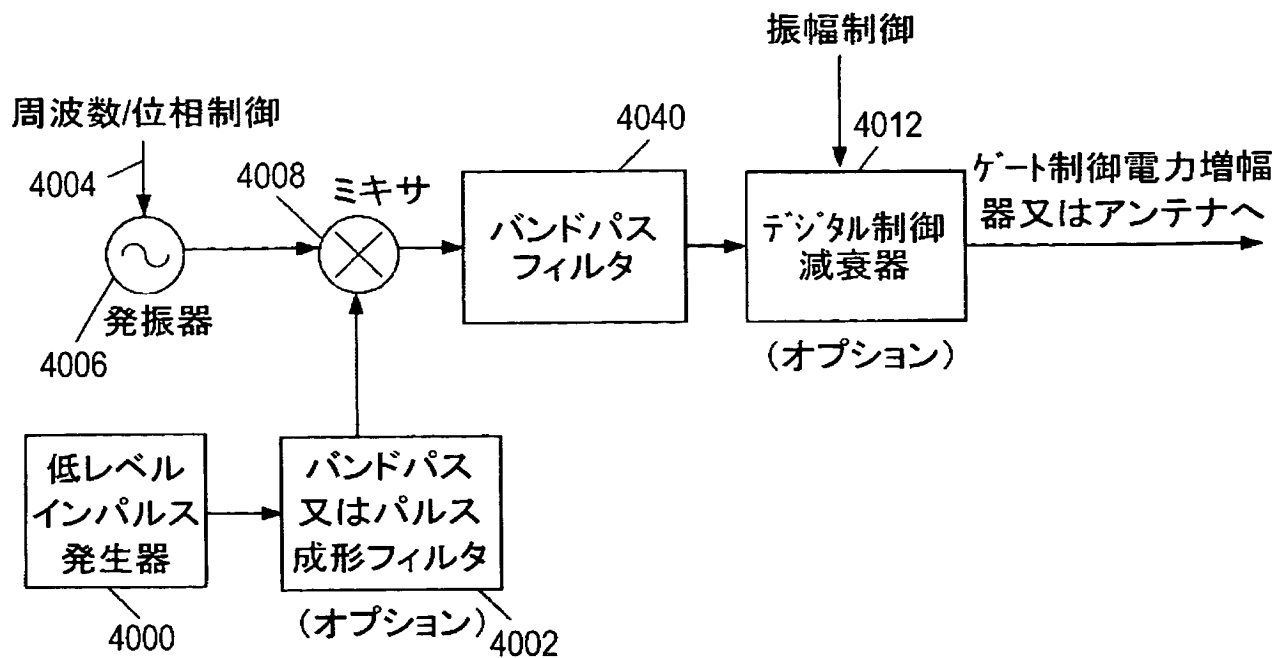 振幅制御
周波数/位相制御
4004
4040
4012
4008
ミキサ
ゲート制御電力増幅
器又はアンテナへ
バンドパス
フィルタ
デジタル制御
減衰器
発振器
4006
(オプション)
低レベル
インパルス
発生器
バンドパス
又はパルス
成形フィルタ
4000
(オプション)
4002